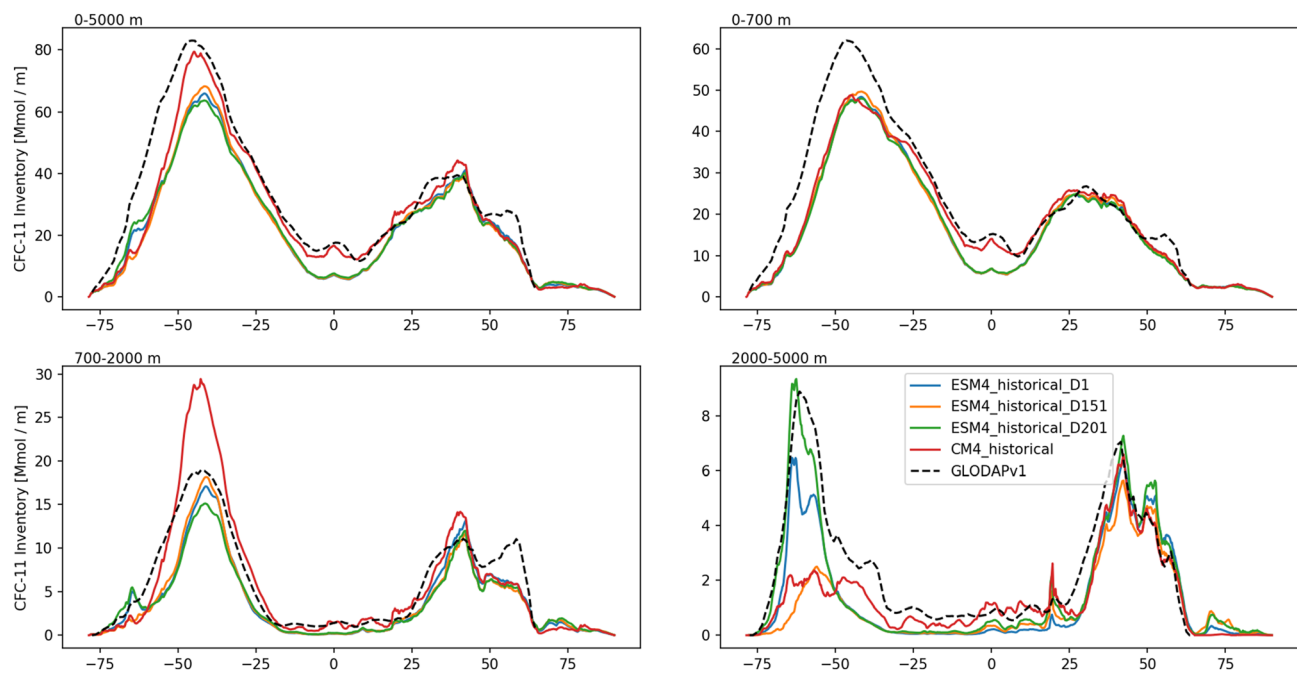 0-5000 m
CFC-11 Inventory [Mmol / m]
80
60
40
20
0
−75 −50 −25 0 25 50 75
0-700 m
60
50
40
30
20
10
0
−75 −50 −25 0 25 50 75
700-2000 m
CFC-11 Inventory [Mmol / m]
30
25
20
15
10
5
0
−75 −50 −25 0 25 50 75
2000-5000 m
8
6
4
2
0
ESM4_historical_D1
ESM4_historical_D151
ESM4_historical_D201
CM4_historical
GLODAPv1
−75 −50 −25 0 25 50 75